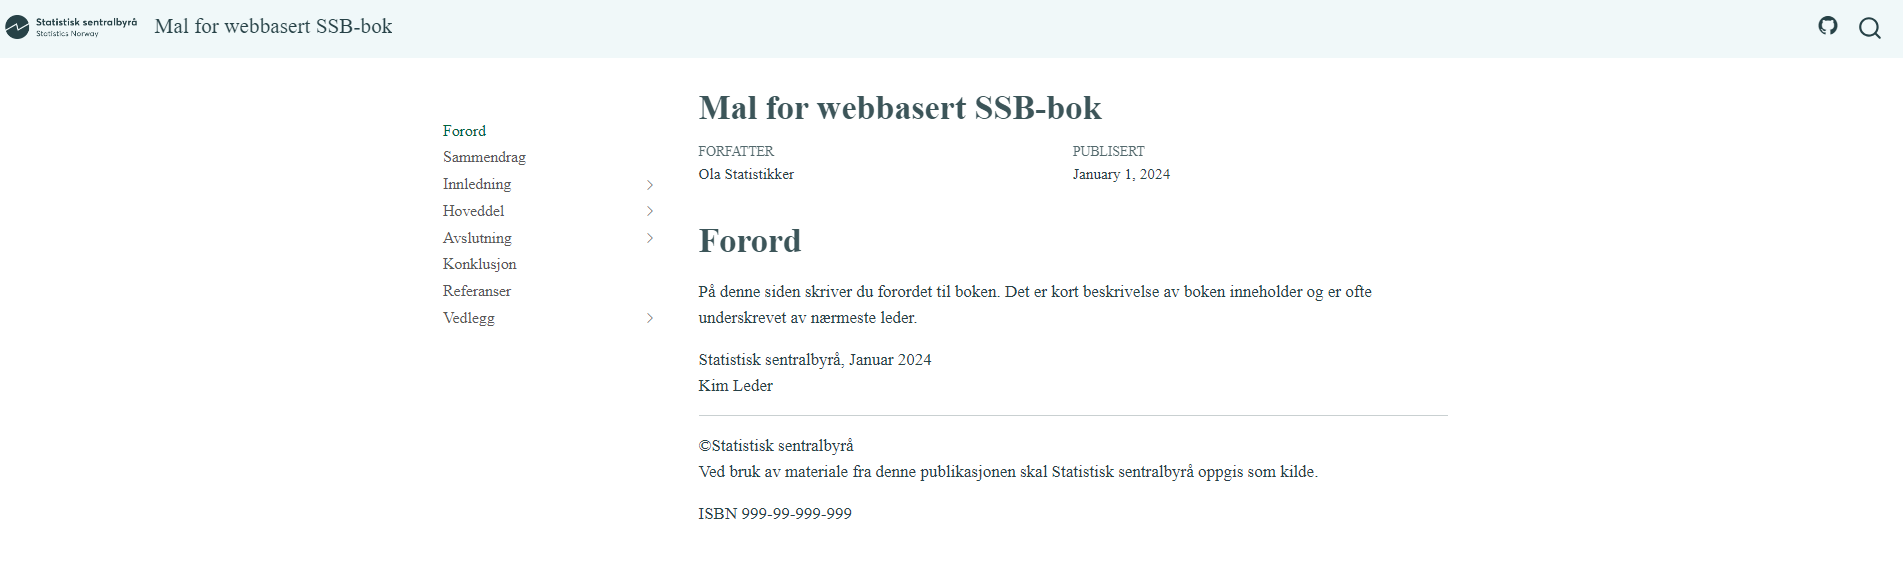 Statistisk sentralbyrå
Statistics Norway
Mal for webbasert SSB-bok
Forord
Sammendrag
Innledning
Hoveddel
Avslutning
Konklusjon
Referanser
Vedlegg
Mal for webbasert SSB-bok
FORFATTER
Ola Statistikker
PUBLISERT
January 1, 2024
Forord
På denne siden skriver du forordet til boken. Det er kort beskrivelse av boken inneholder og er ofte
underskrevet av nærmeste leder.
Statistisk sentralbyrå, Januar 2024
Kim Leder
©Statistisk sentralbyrå
Ved bruk av materiale fra denne publikasjonen skal Statistisk sentralbyrå oppgis som kilde.
ISBN 999-99-999-999